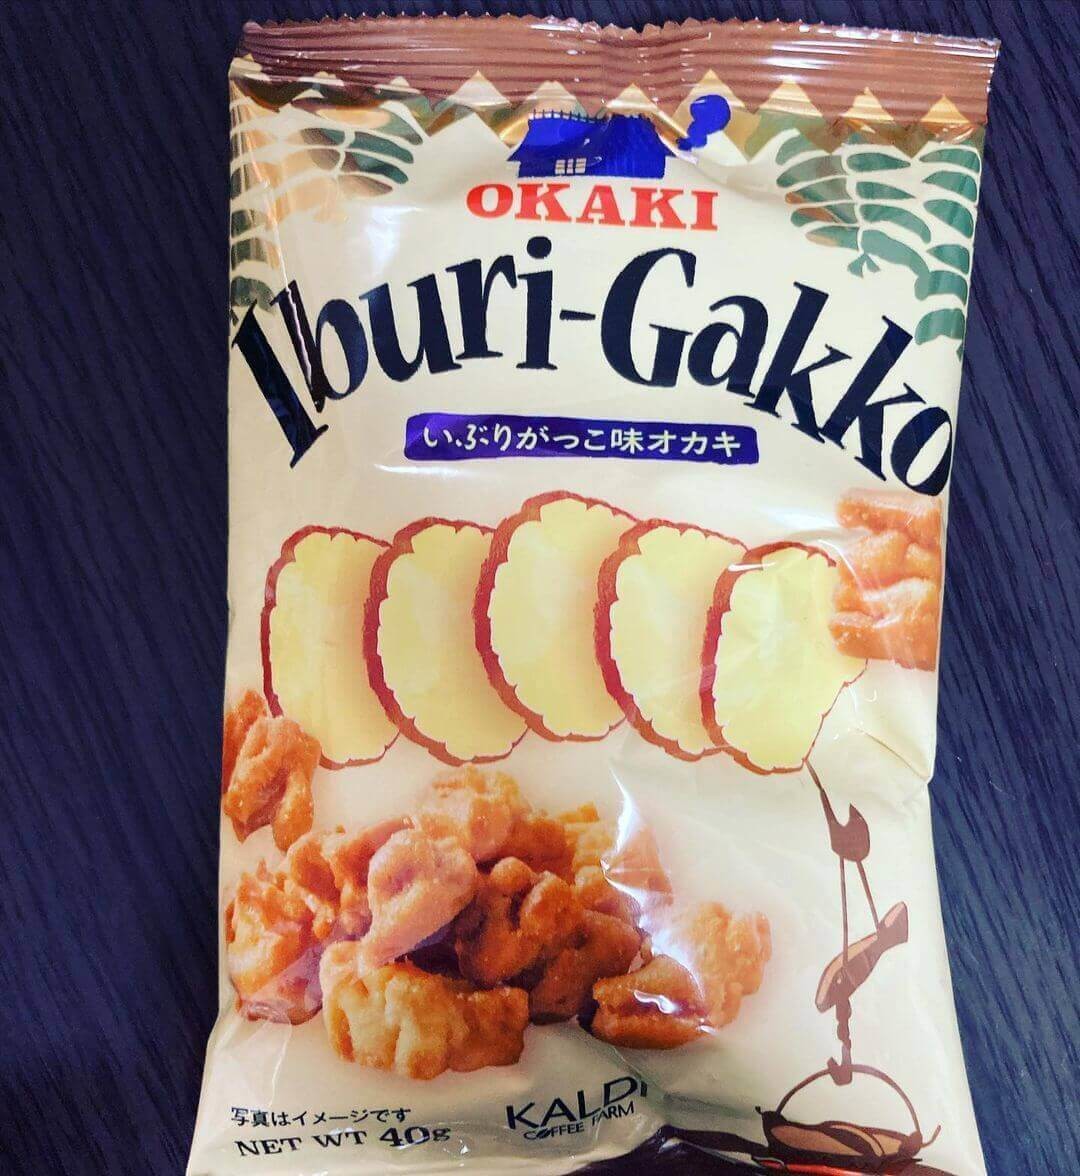 OKAKI
Iburi-Gakko
いぶりがっこ味オカキ
写真はイメージです
NET WT 40g
KALDI
COFFEE FARM